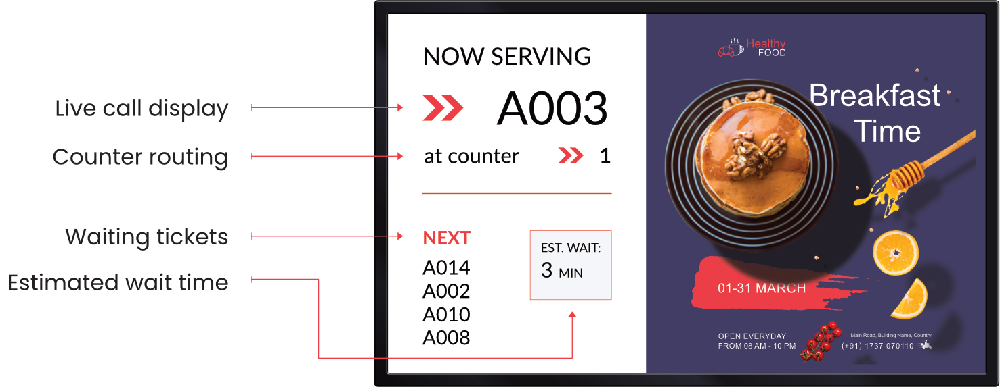 Live call display
Counter routing
Waiting tickets
Estimated wait time
NOW SERVING
A003
at counter 1
NEXT
A014
A002
A010
A008
EST. WAIT:
3 MIN
Healthy
FOOD
Breakfast
Time
01-31 MARCH
OPEN EVERYDAY
FROM 08 AM - 10 PM
Main Road, Building Name, Country
(+91) 1737 070110